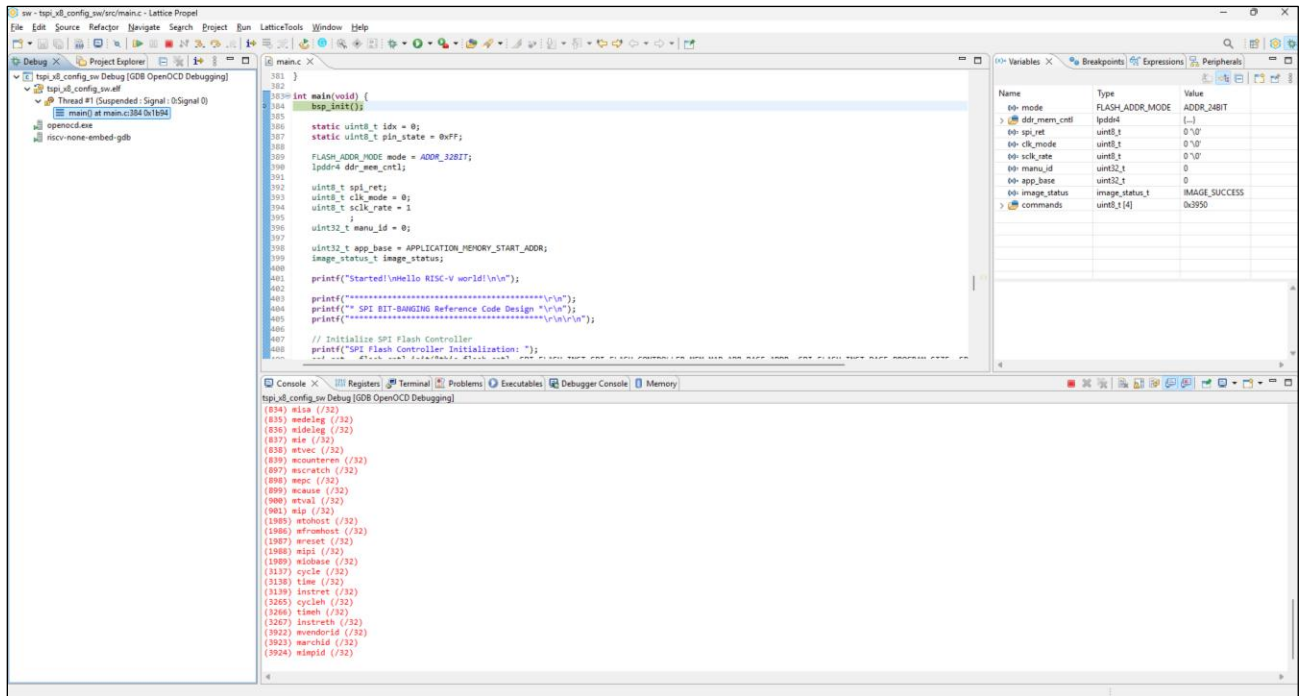 sw - tspi_x8_config_sw/src/main.c - Lattice Propel
File Edit Source Refactor Navigate Search Project Run LatticeTools Window Help
Debug Project Explorer
tspi_x8_config_sw Debug [GDB OpenOCD Debugging]
tspi_x8_config_sw.elf
Thread #1 (Suspended : Signal : 0:Signal 0)
main() at main.c:384 0x1b94
openocd.exe
riscv-none-embed-gdb
main.c
381 }
382
383 int main(void) {
384 bsp_init();
385
386 static uint8_t idx = 0;
387 static uint8_t pin_state = 0xFF;
388
389 FLASH_ADDR_MODE mode = ADDR_32BIT;
390 lpddr4 ddr_mem_cntl;
391
392 uint8_t spi_ret;
393 uint8_t clk_mode = 0;
394 uint8_t sclk_rate = 1
395 ;
396 uint32_t manu_id = 0;
397
398 uint32_t app_base = APPLICATION_MEMORY_START_ADDR;
399 image_status_t image_status;
400
401 printf("Started!\nHello RISC-V world!\n\n");
402
403 printf("******************************************\r\n");
404 printf("* SPI BIT-BANGING Reference Code Design *\r\n");
405 printf("******************************************\r\n\r\n");
406
407 // Initialize SPI Flash Controller
408 printf("SPI Flash Controller Initialization: ");
Variables Breakpoints Expressions Peripherals
Name Type Value
mode FLASH_ADDR_MODE ADDR_24BIT
ddr_mem_cntl lpddr4 {...}
spi_ret uint8_t 0 '\0'
clk_mode uint8_t 0 '\0'
sclk_rate uint8_t 0 '\0'
manu_id uint32_t 0
app_base uint32_t 0
image_status image_status_t IMAGE_SUCCESS
commands uint8_t [4] 0x3950
Console Registers Terminal Problems Executables Debugger Console Memory
tspi_x8_config_sw Debug [GDB OpenOCD Debugging]
(834) misa (/32)
(835) medeleg (/32)
(836) mideleg (/32)
(837) mie (/32)
(838) mtvec (/32)
(839) mcounteren (/32)
(897) mscratch (/32)
(898) mepc (/32)
(899) mcause (/32)
(900) mtval (/32)
(901) mip (/32)
(1985) mtohost (/32)
(1986) mfromhost (/32)
(1987) mreset (/32)
(1988) mipi (/32)
(1989) miobase (/32)
(3137) cycle (/32)
(3138) time (/32)
(3139) instret (/32)
(3265) cycleh (/32)
(3266) timeh (/32)
(3267) instreth (/32)
(3922) mvendorid (/32)
(3923) marchid (/32)
(3924) mimpid (/32)